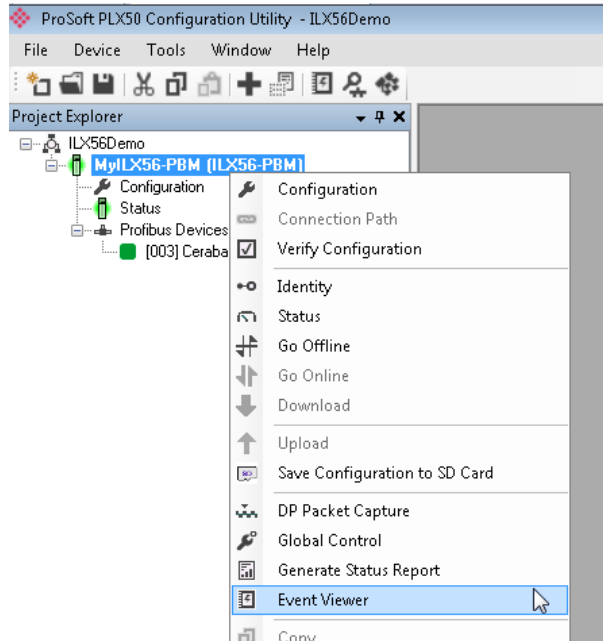 ProSoft PLX50 Configuration Utility - ILX56Demo
File Device Tools Window Help
Project Explorer
ILX56Demo
MyILX56-PBM (ILX56-PBM)
Configuration
Status
Profibus Devices
[003] Ceraba
Configuration
Connection Path
Verify Configuration
Identity
Status
Go Offline
Go Online
Download
Upload
Save Configuration to SD Card
DP Packet Capture
Global Control
Generate Status Report
Event Viewer
Copy